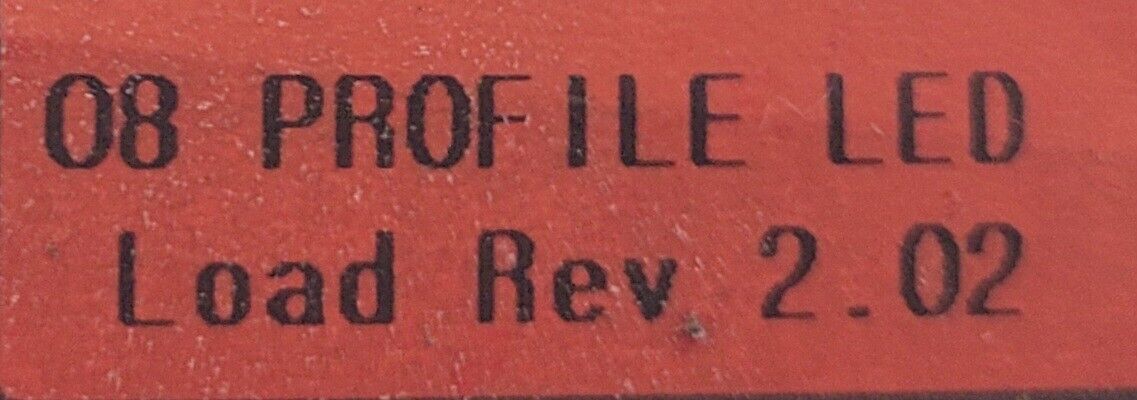 08 PROFILE LED
Load Rev 2.02